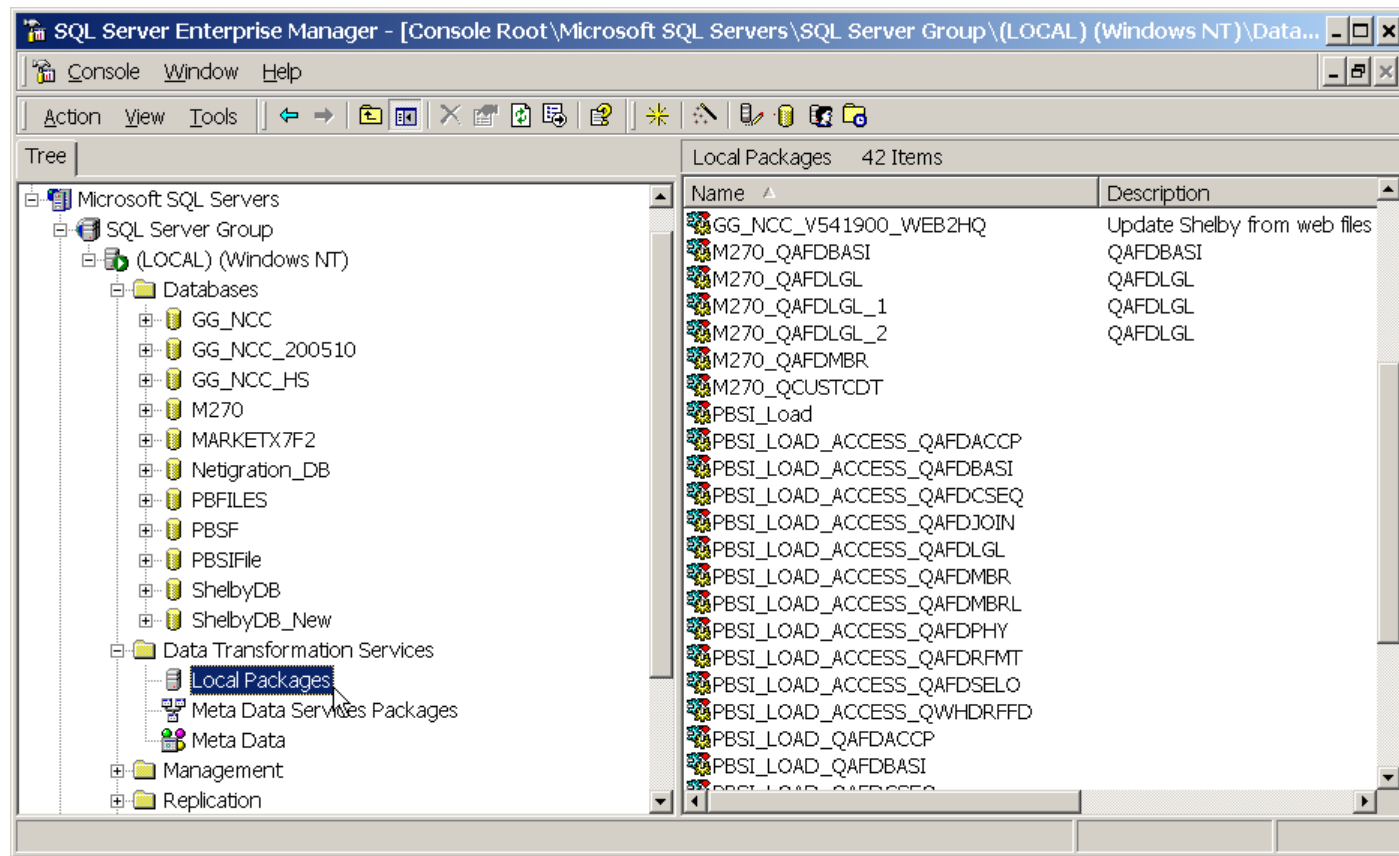 SQL Server Enterprise Manager - [Console Root\Microsoft SQL Servers\SQL Server Group\(LOCAL) (Windows NT)\Data...
Console Window Help
Action View Tools
Tree
Local Packages 42 Items
Microsoft SQL Servers
SQL Server Group
(LOCAL) (Windows NT)
Databases
GG_NCC
GG_NCC_200510
GG_NCC_HS
M270
MARKETX7F2
Netigration_DB
PBFILES
PBSF
PBSIFile
ShelbyDB
ShelbyDB_New
Data Transformation Services
Local Packages
Meta Data Services Packages
Meta Data
Management
Replication
Name Description
GG_NCC_V541900_WEB2HQ Update Shelby from web files
M270_QAFDBASI QAFDBASI
M270_QAFDLGL QAFDLGL
M270_QAFDLGL_1 QAFDLGL
M270_QAFDLGL_2 QAFDLGL
M270_QAFDMBR
M270_QCUSTCDT
PBSI_Load
PBSI_LOAD_ACCESS_QAFDACCP
PBSI_LOAD_ACCESS_QAFDBASI
PBSI_LOAD_ACCESS_QAFDCSEQ
PBSI_LOAD_ACCESS_QAFDJOIN
PBSI_LOAD_ACCESS_QAFDLGL
PBSI_LOAD_ACCESS_QAFDMBR
PBSI_LOAD_ACCESS_QAFDMBRL
PBSI_LOAD_ACCESS_QAFDPHY
PBSI_LOAD_ACCESS_QAFDRFMT
PBSI_LOAD_ACCESS_QAFDSELO
PBSI_LOAD_ACCESS_QWHDRFFD
PBSI_LOAD_QAFDACCP
PBSI_LOAD_QAFDBASI